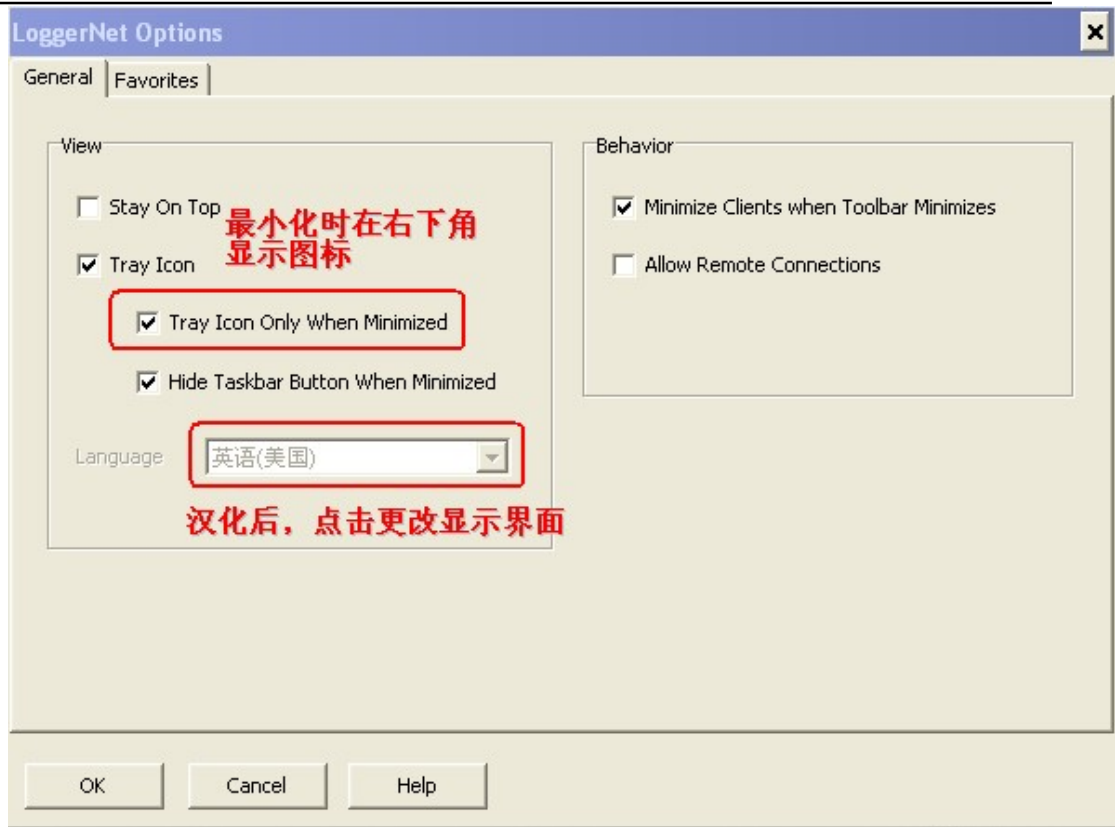 LoggerNet Options
General
Favorites
View
Stay On Top
最小化时在右下角
显示图标
Tray Icon
Tray Icon Only When Minimized
Hide Taskbar Button When Minimized
Language
英语(美国)
汉化后，点击更改显示界面
Behavior
Minimize Clients when Toolbar Minimizes
Allow Remote Connections
OK
Cancel
Help